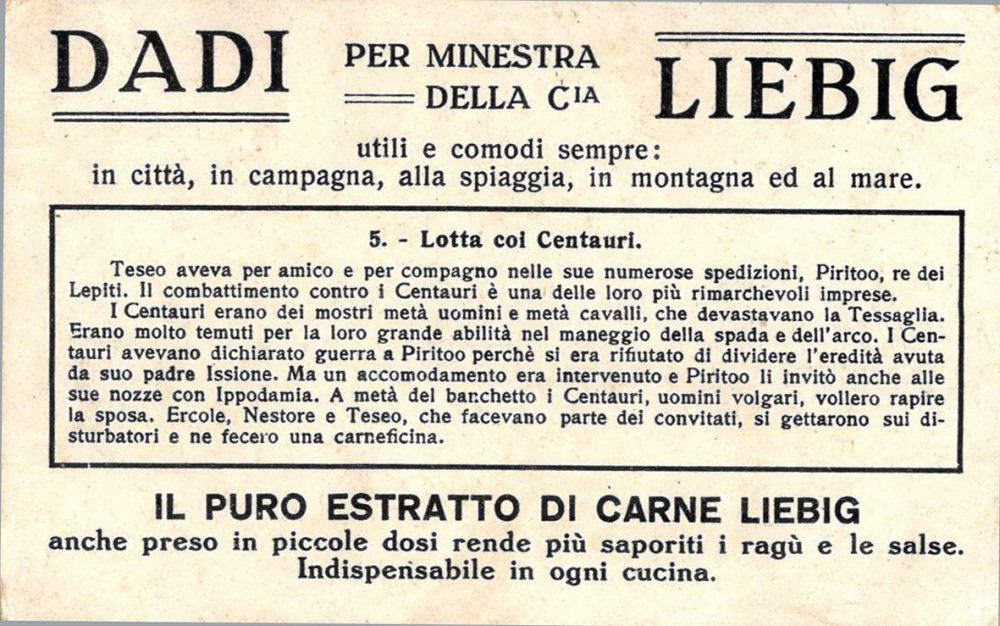 DADI PER MINESTRA DELLA CIA LIEBIG
utili e comodi sempre:
in città, in campagna, alla spiaggia, in montagna ed al mare.
5. - Lotta coi Centauri.
Teseo aveva per amico e per compagno nelle sue numerose spedizioni, Piritoo, re dei
Lepiti. Il combattimento contro i Centauri è una delle loro più rimarchevoli imprese.
I Centauri erano dei mostri metà uomini e metà cavalli, che devastavano la Tessaglia.
Erano molto temuti per la loro grande abilità nel maneggio della spada e dell'arco. I Cen-
tauri avevano dichiarato guerra a Piritoo perchè si era rifiutato di dividere l'eredità avuta
da suo padre Issione. Ma un accomodamento era intervenuto e Piritoo li invitò anche alle
sue nozze con Ippodamia. A metà del banchetto i Centauri, uomini volgari, vollero rapire
la sposa. Ercole, Nestore e Teseo, che facevano parte dei convitati, si gettarono sui di-
sturbatori e ne fecero una carneficina.
IL PURO ESTRATTO DI CARNE LIEBIG
anche preso in piccole dosi rende più saporiti i ragù e le salse.
Indispensabile in ogni cucina.